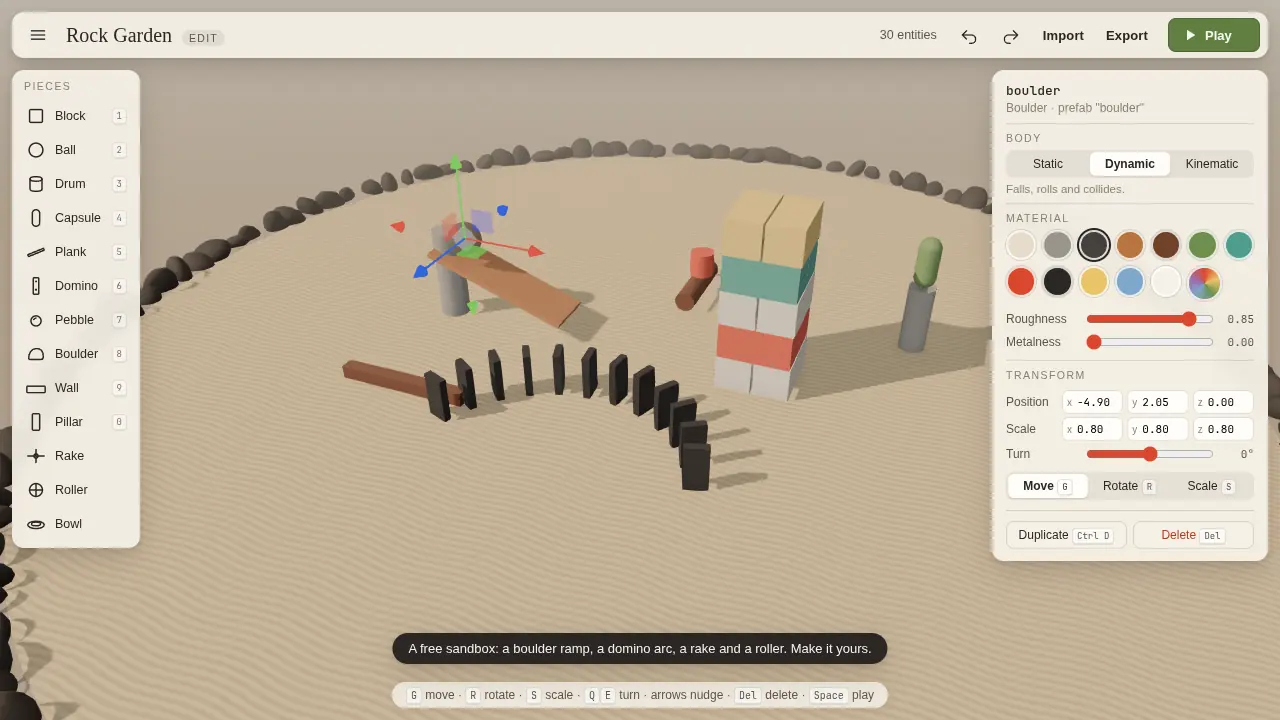 Rock Garden EDIT
30 entities Import Export Play
PIECES
Block 1
Ball 2
Drum 3
Capsule 4
Plank 5
Domino 6
Pebble 7
Boulder 8
Wall 9
Pillar 0
Rake
Roller
Bowl
boulder
Boulder · prefab "boulder"
BODY
Static Dynamic Kinematic
Falls, rolls and collides.
MATERIAL
Roughness 0.85
Metalness 0.00
TRANSFORM
Position x -4.90 y 2.05 z 0.00
Scale x 0.80 y 0.80 z 0.80
Turn 0°
Move G Rotate R Scale S
Duplicate Ctrl D Delete Del
A free sandbox: a boulder ramp, a domino arc, a rake and a roller. Make it yours.
G move · R rotate · S scale · Q E turn · arrows nudge · Del delete · Space play